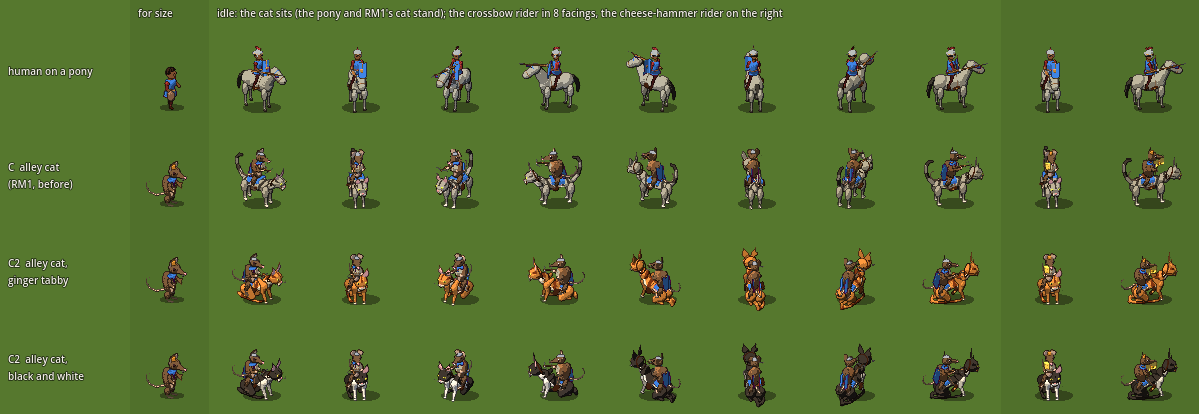 for size
idle: the cat sits (the pony and RM1's cat stand); the crossbow rider in 8 facings, the cheese-hammer rider on the right
human on a pony
C alley cat
(RM1, before)
C2 alley cat,
ginger tabby
C2 alley cat,
black and white